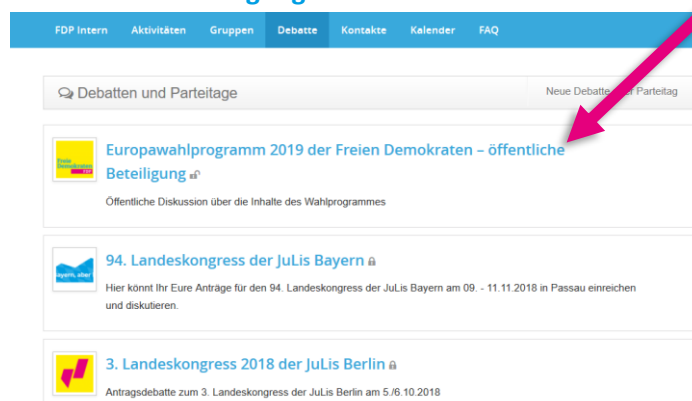 FDP Intern Aktivitäten Gruppen Debatte Kontakte Kalender FAQ
Debatten und Parteitage
Neue Debatte Parteitag
Europawahlprogramm 2019 der Freien Demokraten – öffentliche
Beteiligung
Freie
Demokraten
FDP
Öffentliche Diskussion über die Inhalte des Wahlprogrammes
94. Landeskongress der JuLis Bayern
Hier könnt Ihr Eure Anträge für den 94. Landeskongress der JuLis Bayern am 09. - 11.11.2018 in Passau einreichen
und diskutieren.
3. Landeskongress 2018 der JuLis Berlin
Antragsdebatte zum 3. Landeskongress der JuLis Berlin am 5./6.10.2018